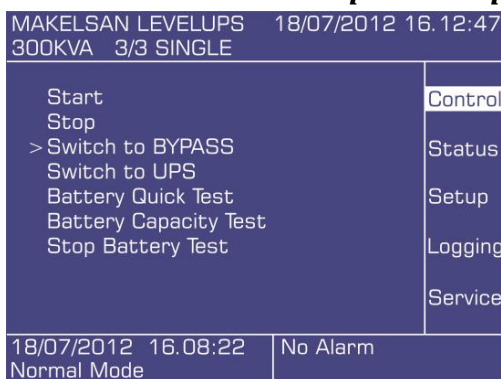 MAKELSAN LEVELUPS 18/07/2012 16.12:47
300KVA 3/3 SINGLE
Start
Stop
>Switch to BYPASS
Switch to UPS
Battery Quick Test
Battery Capacity Test
Stop Battery Test
Control
Status
Setup
Logging
Service
18/07/2012 16.08:22 No Alarm
Normal Mode